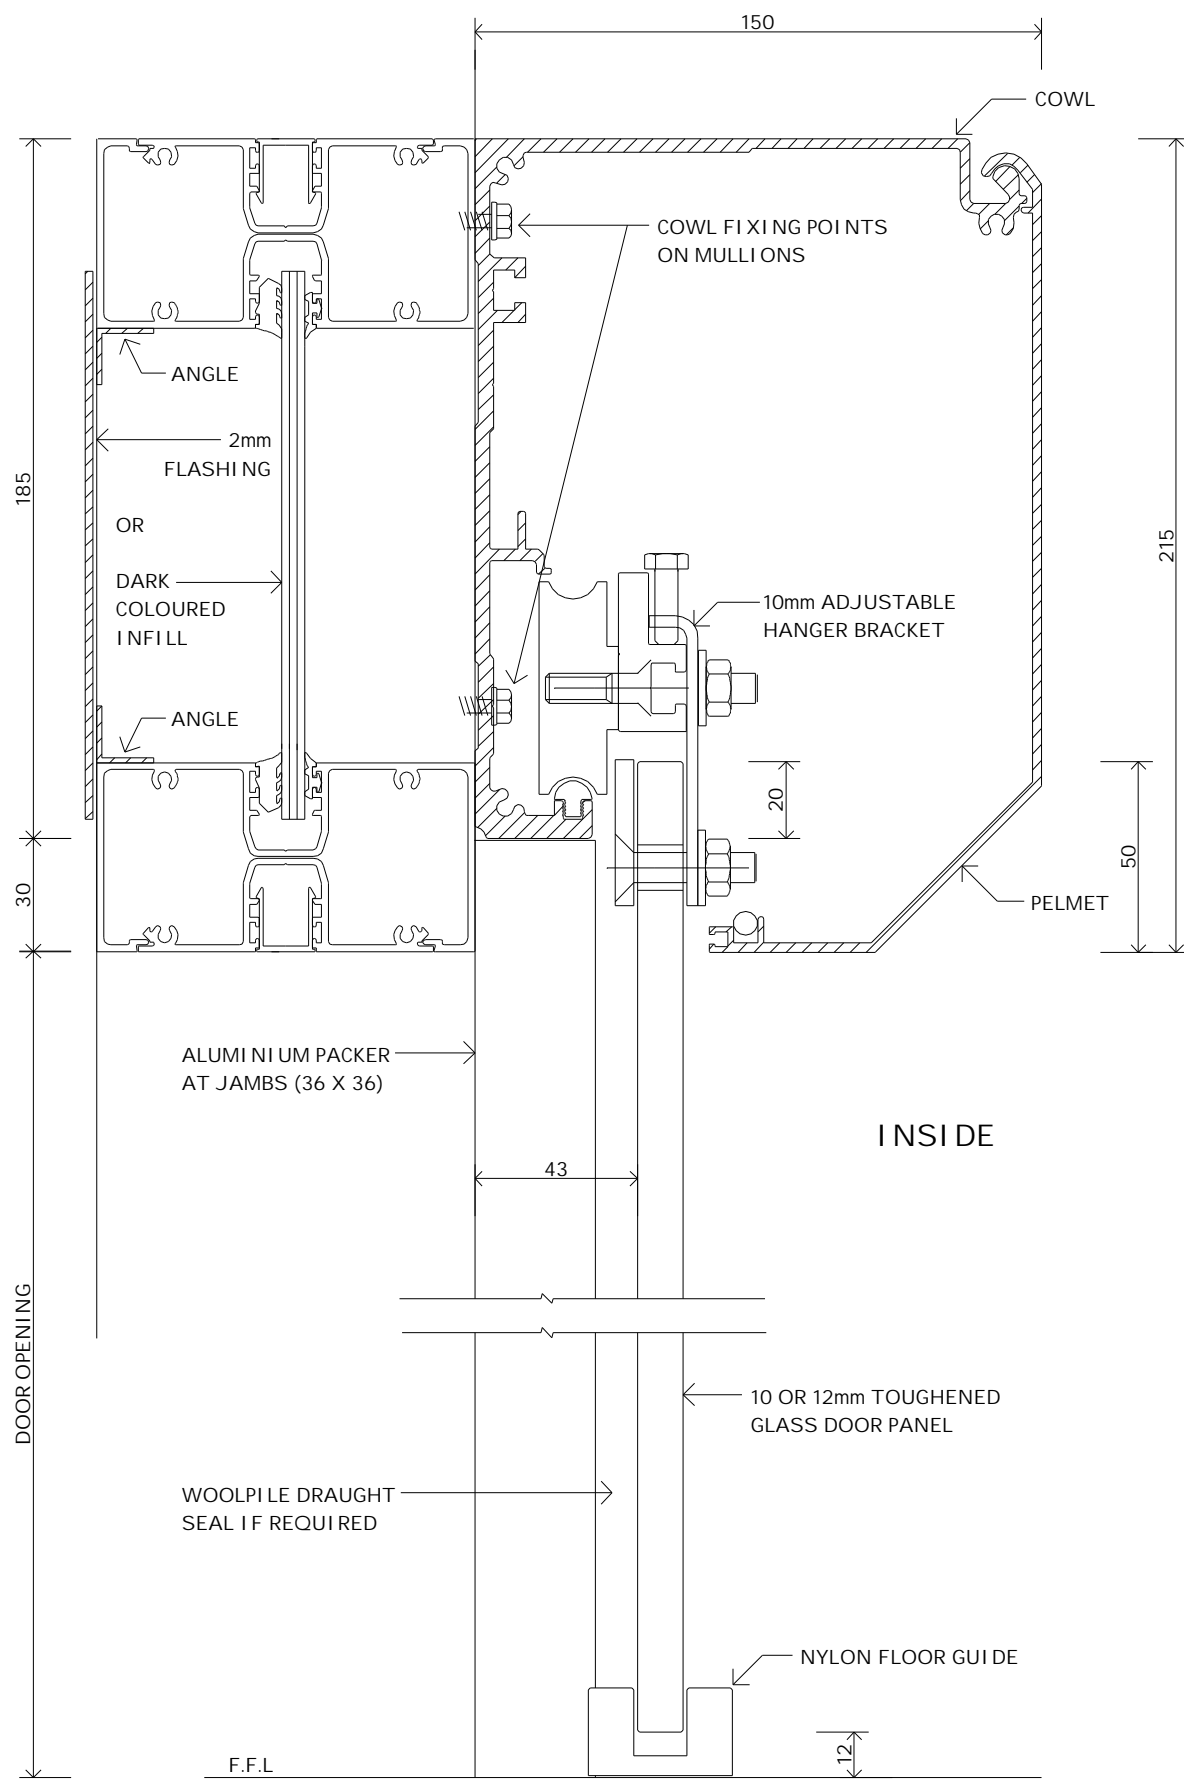 150
COWL
COWL FIXING POINTS
ON MULLIONS
ANGLE
2mm
FLASHING
185
OR
215
DARK
COLOURED
INFILL
10mm ADJUSTABLE
HANGER BRACKET
ANGLE
20
50
30
PELMET
ALUMINIUM PACKER
AT JAMBS (36 X 36)
INSIDE
43
DOOR OPENING
10 OR 12mm TOUGHENED
GLASS DOOR PANEL
WOOLPILE DRAUGHT
SEAL IF REQUIRED
NYLON FLOOR GUIDE
12
F.F.L